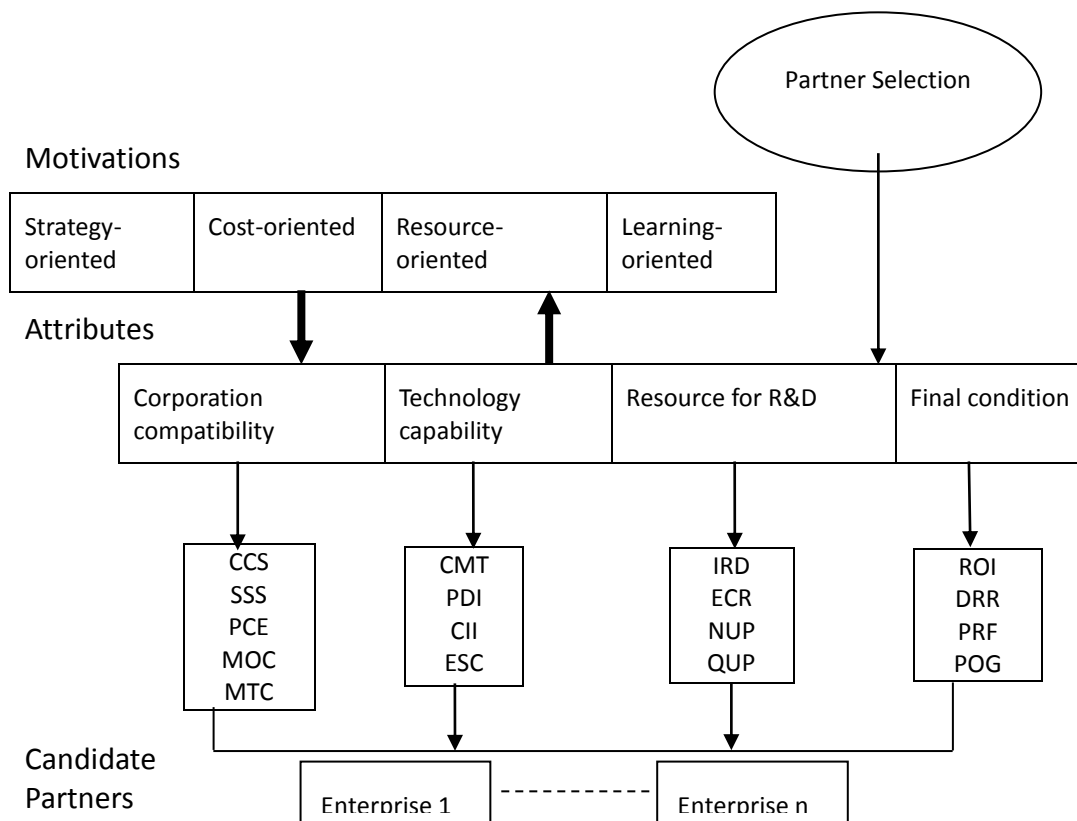 Partner Selection
Motivations
Strategy-
oriented
Cost-oriented
Resource-
oriented
Learning-
oriented
Attributes
Corporation
compatibility
Technology
capability
Resource for R&D
Final condition
CCS
SSS
PCE
MOC
MTC
CMT
PDI
CII
ESC
IRD
ECR
NUP
QUP
ROI
DRR
PRF
POG
Candidate
Partners
Enterprise 1
Enterprise n